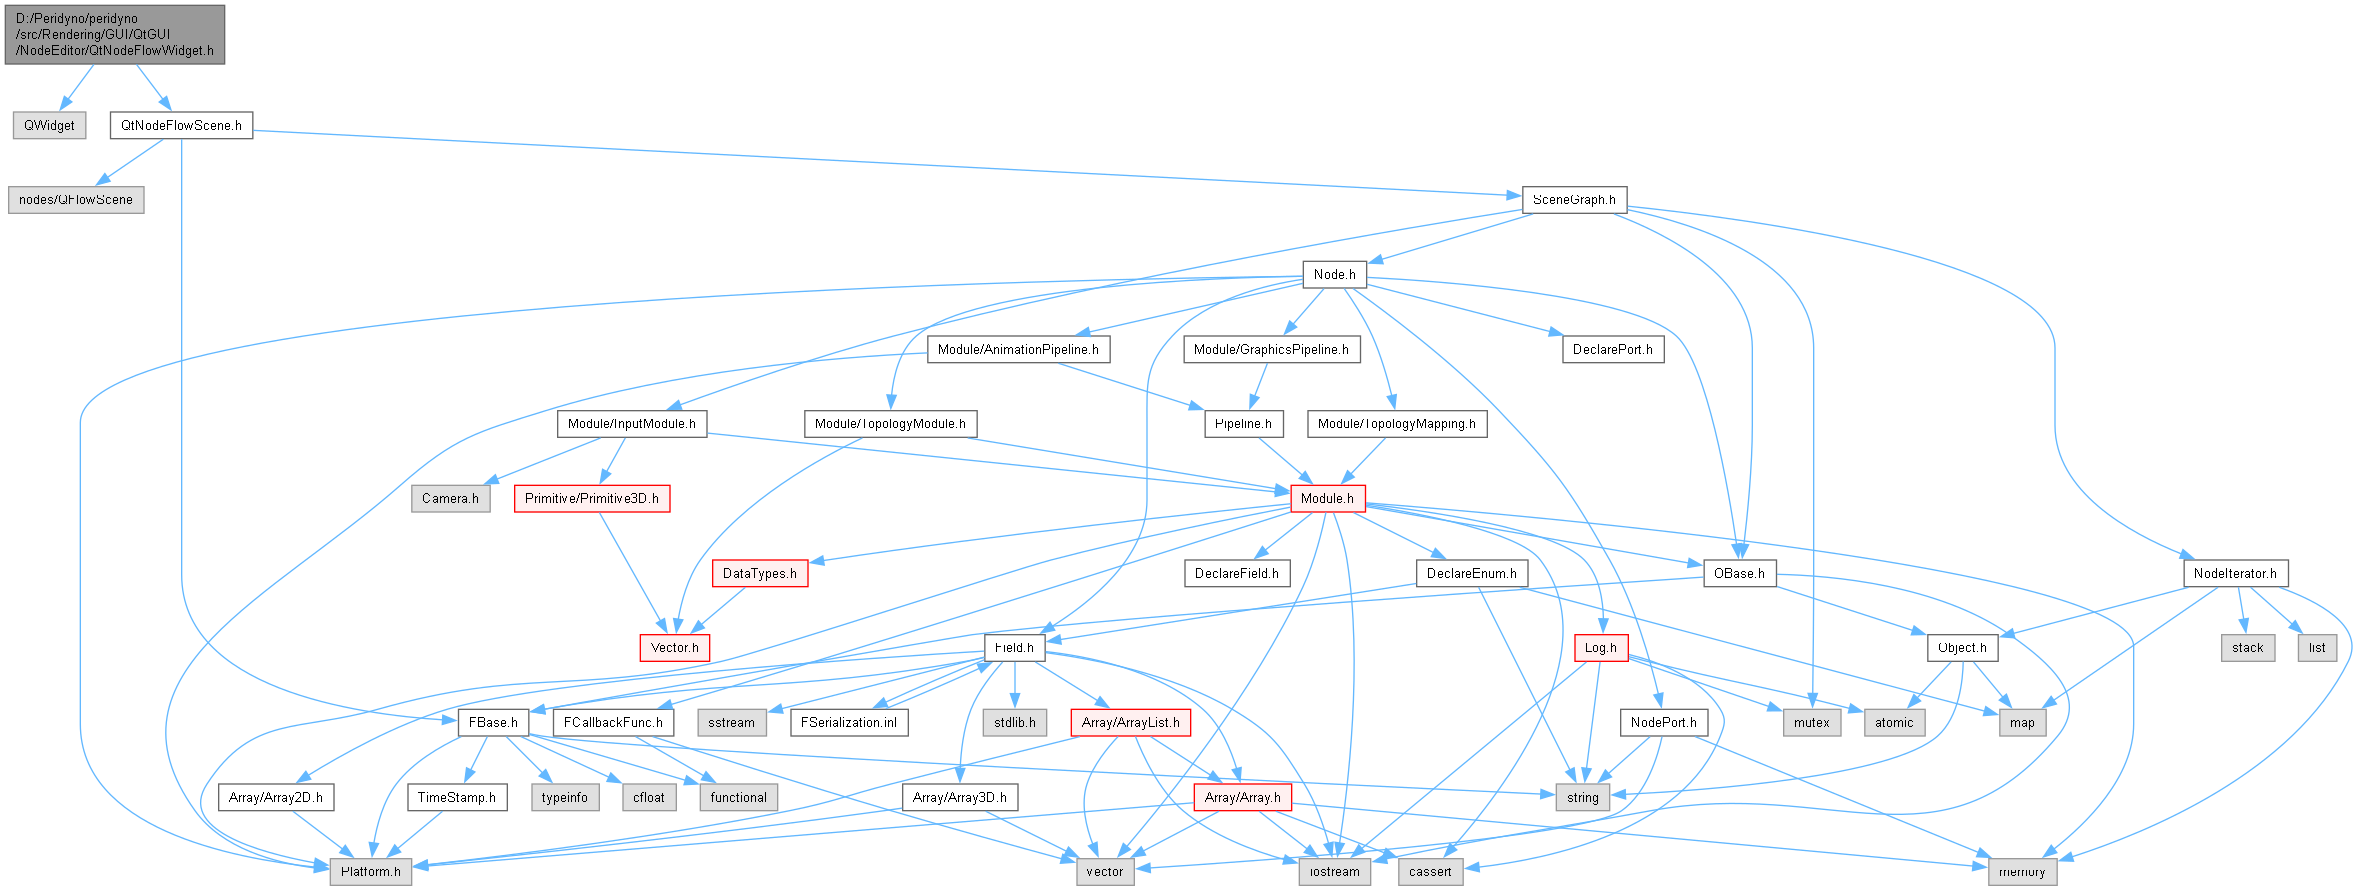 D:/Peridyno/peridyno
/src/Rendering/GUI/QtGUI
/NodeEditor/QtNodeFlowWidget.h
QWidget
QtNodeFlowScene.h
nodes/QFlowScene
SceneGraph.h
Node.h
Module/AnimationPipeline.h
Module/GraphicsPipeline.h
DeclarePort.h
Module/InputModule.h
Module/TopologyModule.h
Pipeline.h
Module/TopologyMapping.h
Camera.h
Primitive/Primitive3D.h
Module.h
DataTypes.h
DeclareField.h
DeclareEnum.h
OBase.h
NodeIterator.h
Vector.h
Field.h
Log.h
Object.h
stack
list
FBase.h
FCallbackFunc.h
sstream
FSerialization.inl
stdlib.h
Array/ArrayList.h
NodePort.h
mutex
atomic
map
Array/Array2D.h
TimeStamp.h
typeinfo
cfloat
functional
Array/Array3D.h
Array/Array.h
string
Platform.h
vector
iostream
cassert
memory